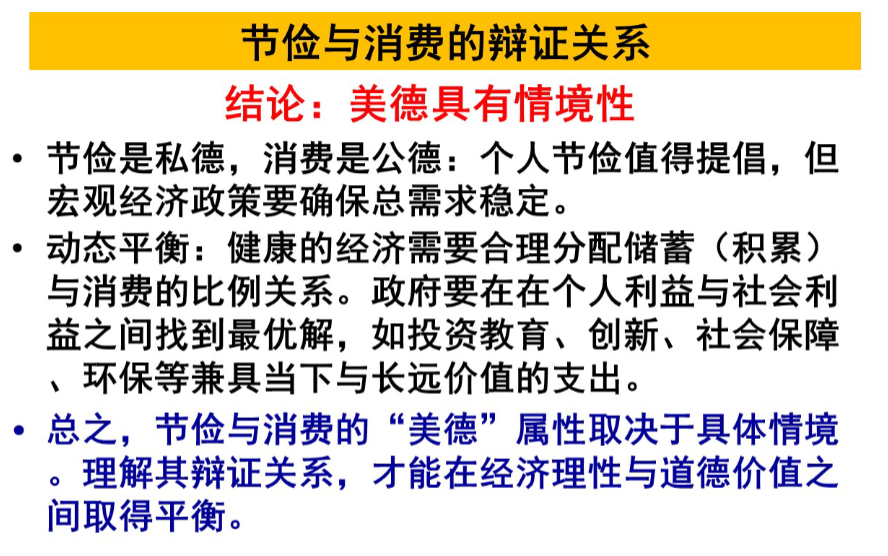 节俭与消费的辩证关系
结论：美德具有情境性
• 节俭是私德，消费是公德：个人节俭值得提倡，但
宏观经济政策要确保总需求稳定。
• 动态平衡：健康的经济需要合理分配储蓄（积累）
与消费的比例关系。政府要在在个人利益与社会利
益之间找到最优解，如投资教育、创新、社会保障
、环保等兼具当下与长远价值的支出。
• 总之，节俭与消费的“美德”属性取决于具体情境
。理解其辩证关系，才能在经济理性与道德价值之
间取得平衡。